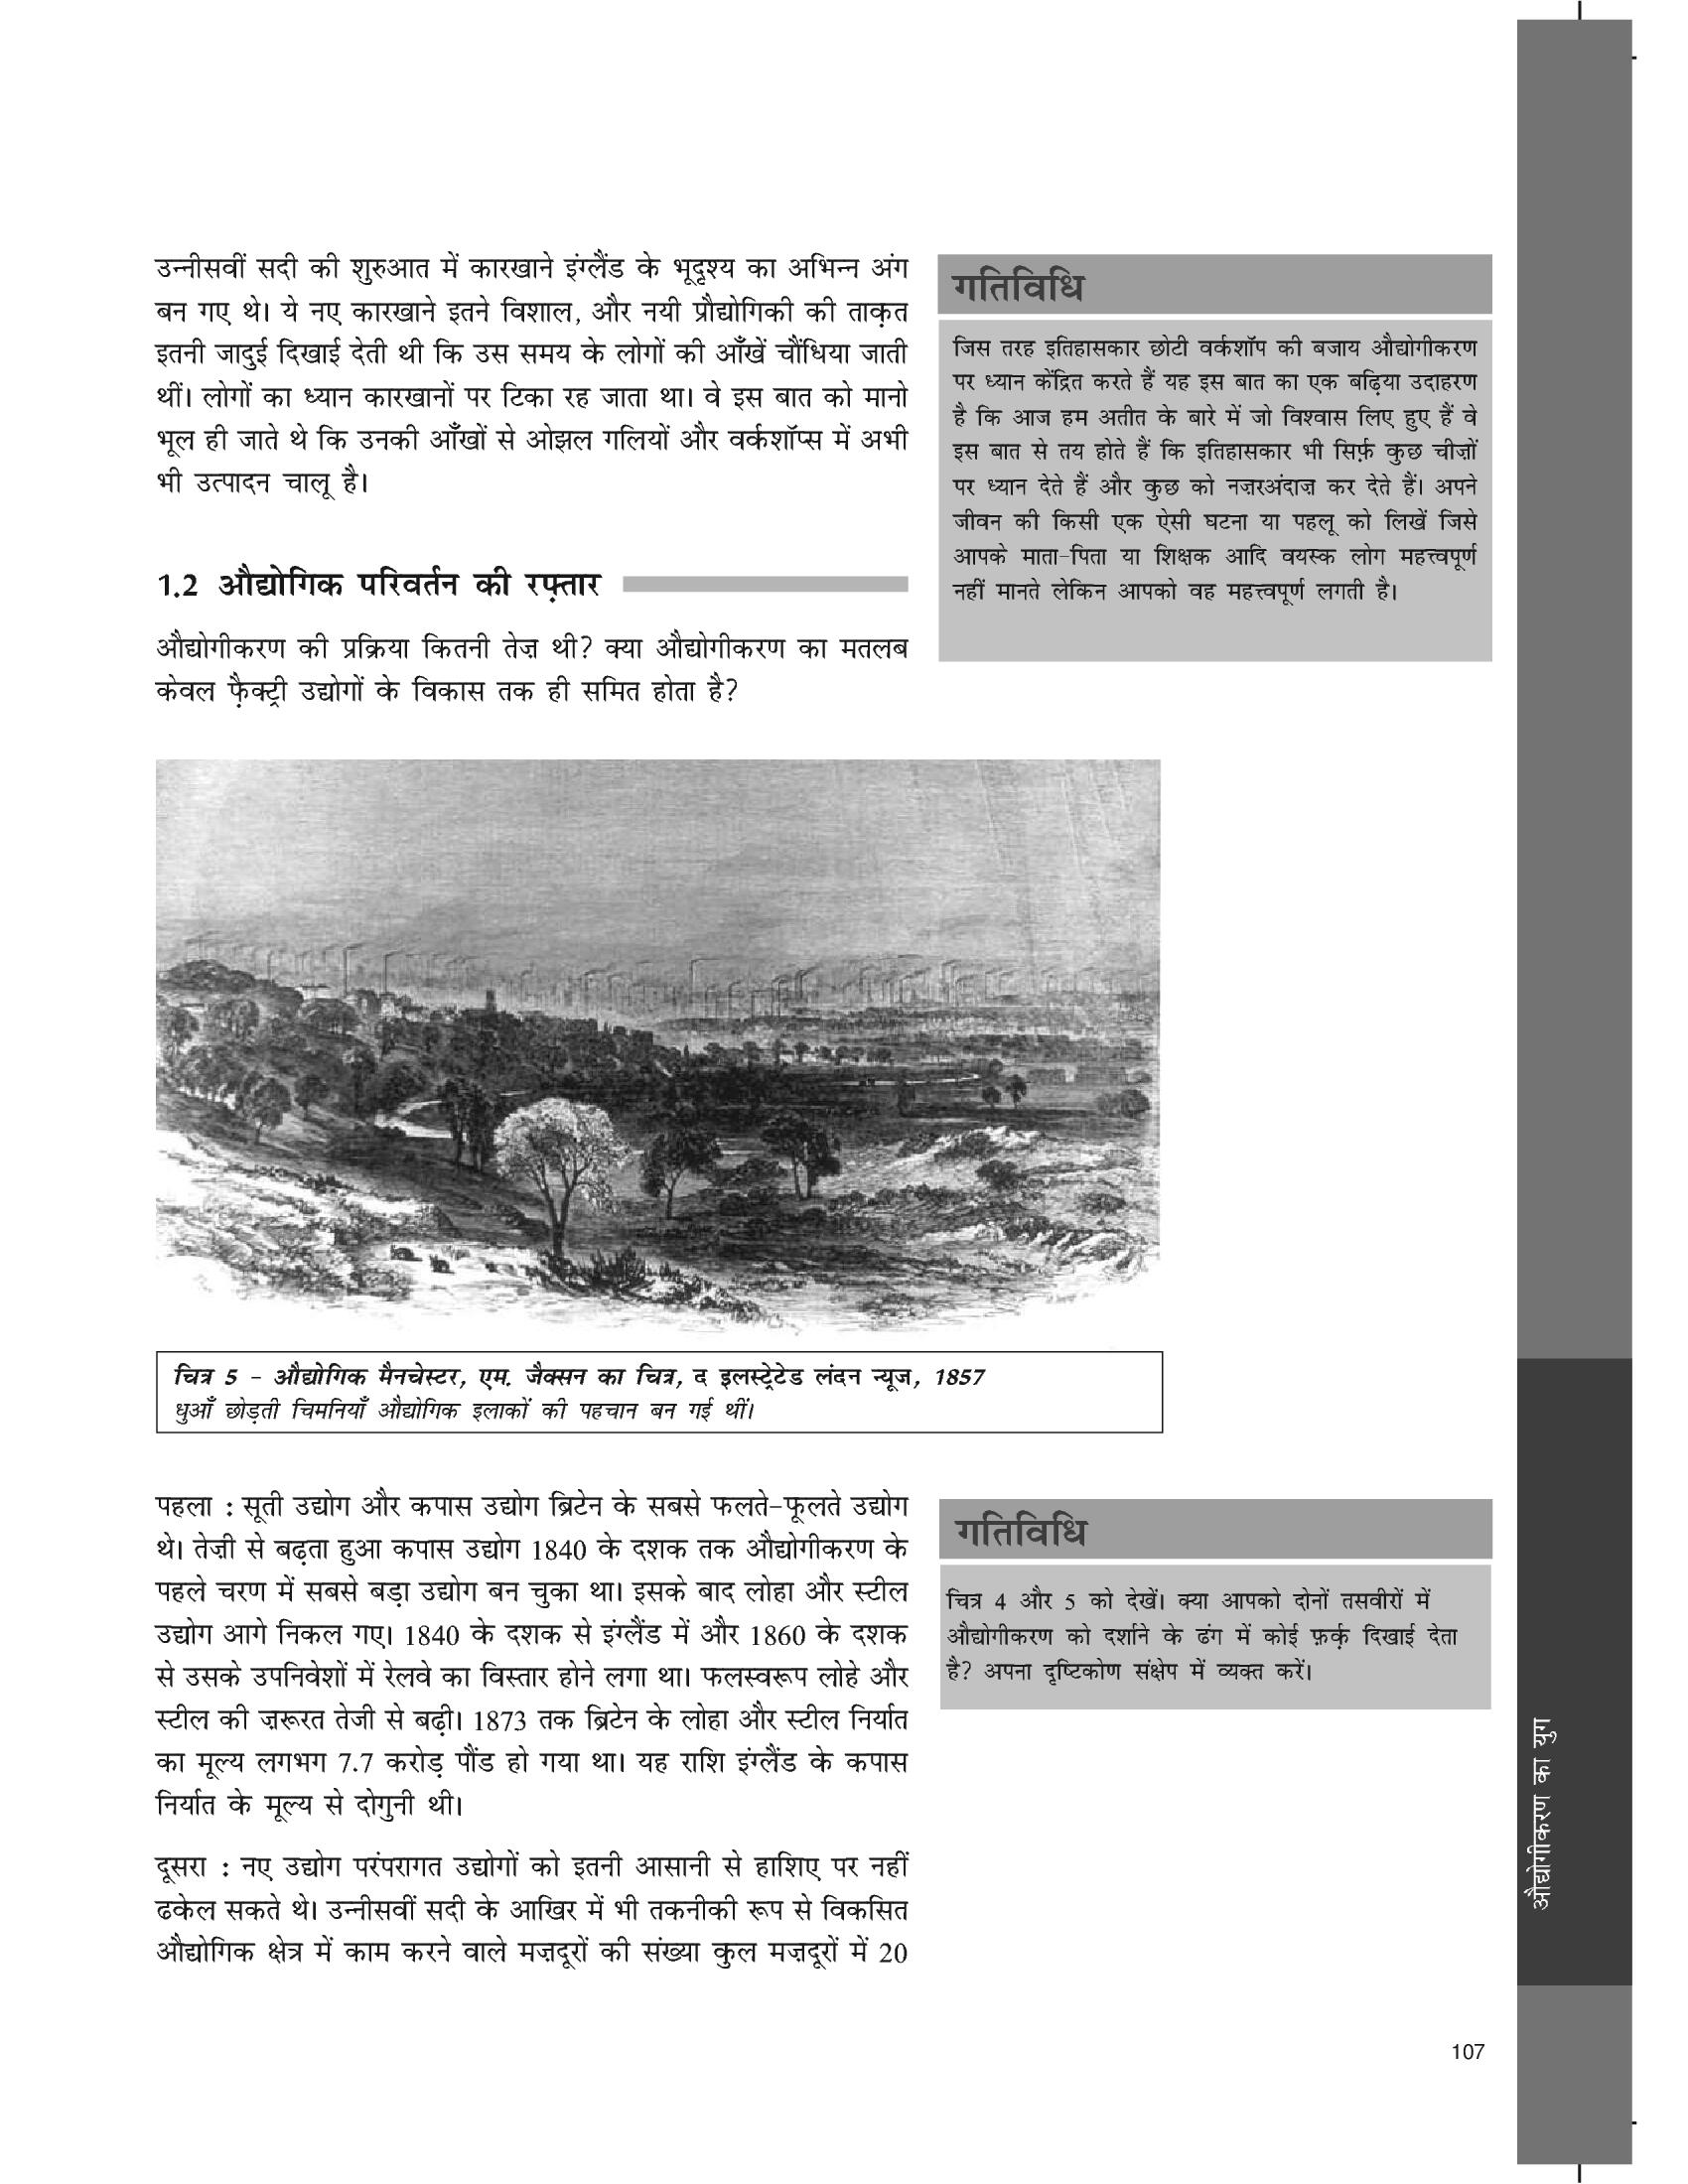 उन्नीसवीं सदी की शुरुआत में कारखाने इंग्लैंड के भूदृश्य का अभिन्न अंग
बन गए थे। ये नए कारखाने इतने विशाल, और नयी प्रौद्योगिकी की ताक़त
इतनी जादुई दिखाई देती थी कि उस समय के लोगों की आँखें चौंधिया जाती
थीं। लोगों का ध्यान कारखानों पर टिका रह जाता था। वे इस बात को मानो
भूल ही जाते थे कि उनकी आँखों से ओझल गलियों और वर्कशॉप्स में अभी
भी उत्पादन चालू है।
1.2 औद्योगिक परिवर्तन की रफ़्तार
औद्योगीकरण की प्रक्रिया कितनी तेज़ थी? क्या औद्योगीकरण का मतलब
केवल फ़ैक्ट्री उद्योगों के विकास तक ही समित होता है?
गतिविधि
जिस तरह इतिहासकार छोटी वर्कशॉप की बजाय औद्योगीकरण
पर ध्यान केंद्रित करते हैं यह इस बात का एक बढ़िया उदाहरण
है कि आज हम अतीत के बारे में जो विश्वास लिए हुए हैं वे
इस बात से तय होते हैं कि इतिहासकार भी सिर्फ़ कुछ चीज़ों
पर ध्यान देते हैं और कुछ को नज़रअंदाज़ कर देते हैं। अपने
जीवन की किसी एक ऐसी घटना या पहलू को लिखें जिसे
आपके माता-पिता या शिक्षक आदि वयस्क लोग महत्त्वपूर्ण
नहीं मानते लेकिन आपको वह महत्त्वपूर्ण लगती है।
चित्र 5 – औद्योगिक मैनचेस्टर, एम. जैक्सन का चित्र, द इलस्ट्रेटेड लंदन न्यूज, 1857
धुआँ छोड़ती चिमनियाँ औद्योगिक इलाकों की पहचान बन गई थीं।
पहला : सूती उद्योग और कपास उद्योग ब्रिटेन के सबसे फलते-फूलते उद्योग
थे। तेज़ी से बढ़ता हुआ कपास उद्योग 1840 के दशक तक औद्योगीकरण के
पहले चरण में सबसे बड़ा उद्योग बन चुका था। इसके बाद लोहा और स्टील
उद्योग आगे निकल गए। 1840 के दशक से इंग्लैंड में और 1860 के दशक
से उसके उपनिवेशों में रेलवे का विस्तार होने लगा था। फलस्वरूप लोहे और
स्टील की ज़रूरत तेजी से बढ़ी। 1873 तक ब्रिटेन के लोहा और स्टील निर्यात
का मूल्य लगभग 7.7 करोड़ पौंड हो गया था। यह राशि इंग्लैंड के कपास
निर्यात के मूल्य से दोगुनी थी।
दूसरा : नए उद्योग परंपरागत उद्योगों को इतनी आसानी से हाशिए पर नहीं
ढकेल सकते थे। उन्नीसवीं सदी के आखिर में भी तकनीकी रूप से विकसित
औद्योगिक क्षेत्र में काम करने वाले मज़दूरों की संख्या कुल मज़दूरों में 20
गतिविधि
चित्र 4 और 5 को देखें। क्या आपको दोनों तसवीरों में
औद्योगीकरण को दर्शाने के ढंग में कोई फ़र्क़ दिखाई देता
है? अपना दृष्टिकोण संक्षेप में व्यक्त करें।
औद्योगीकरण का युग
107